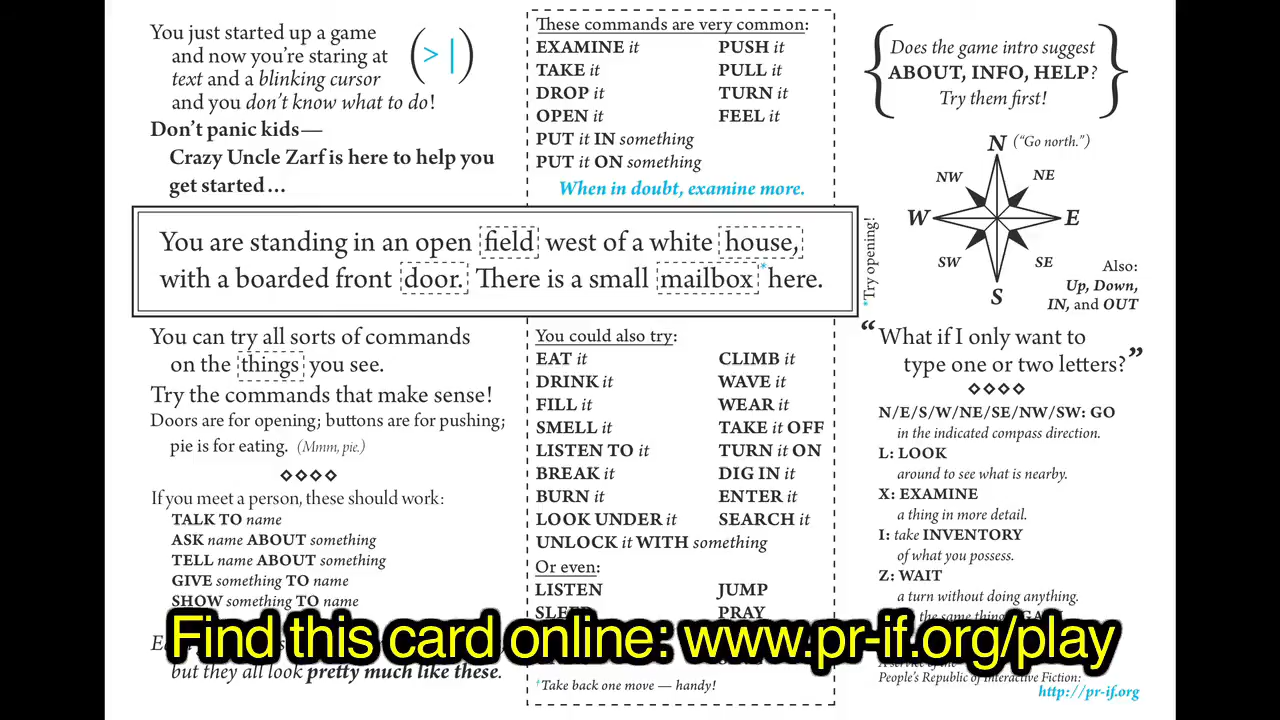 You just started up a game
and now you're staring at
text and a blinking cursor
and you don't know what to do!
(>|)
Don't panic kids—
Crazy Uncle Zarf is here to help you
get started…
These commands are very common:
EXAMINE it PUSH it
TAKE it PULL it
DROP it TURN it
OPEN it FEEL it
PUT it IN something
PUT it ON something
When in doubt, examine more.
Does the game intro suggest
ABOUT, INFO, HELP?
Try them first!
N ("Go north.")
NW NE
W E
SW SE
S
Also:
Up, Down,
IN, and OUT
You are standing in an open field west of a white house,
with a boarded front door. There is a small mailbox* here.
*Try opening!
You can try all sorts of commands
on the things you see.
Try the commands that make sense!
Doors are for opening; buttons are for pushing;
pie is for eating. (Mmm, pie.)
If you meet a person, these should work:
TALK TO name
ASK name ABOUT something
TELL name ABOUT something
GIVE something TO name
SHOW something TO name
but they all look pretty much like these.
You could also try:
EAT it CLIMB it
DRINK it WAVE it
FILL it WEAR it
SMELL it TAKE it OFF
LISTEN TO it TURN it ON
BREAK it DIG IN it
BURN it ENTER it
LOOK UNDER it SEARCH it
UNLOCK it WITH something
Or even:
LISTEN JUMP
SLEEP PRAY
†Take back one move — handy!
"What if I only want to
type one or two letters?"
N/E/S/W/NE/SE/NW/SW: GO
in the indicated compass direction.
L: LOOK
around to see what is nearby.
X: EXAMINE
a thing in more detail.
I: take INVENTORY
of what you possess.
Z: WAIT
a turn without doing anything.
the same thing
A service of the
People's Republic of Interactive Fiction:
http://pr-if.org
Find this card online: www.pr-if.org/play